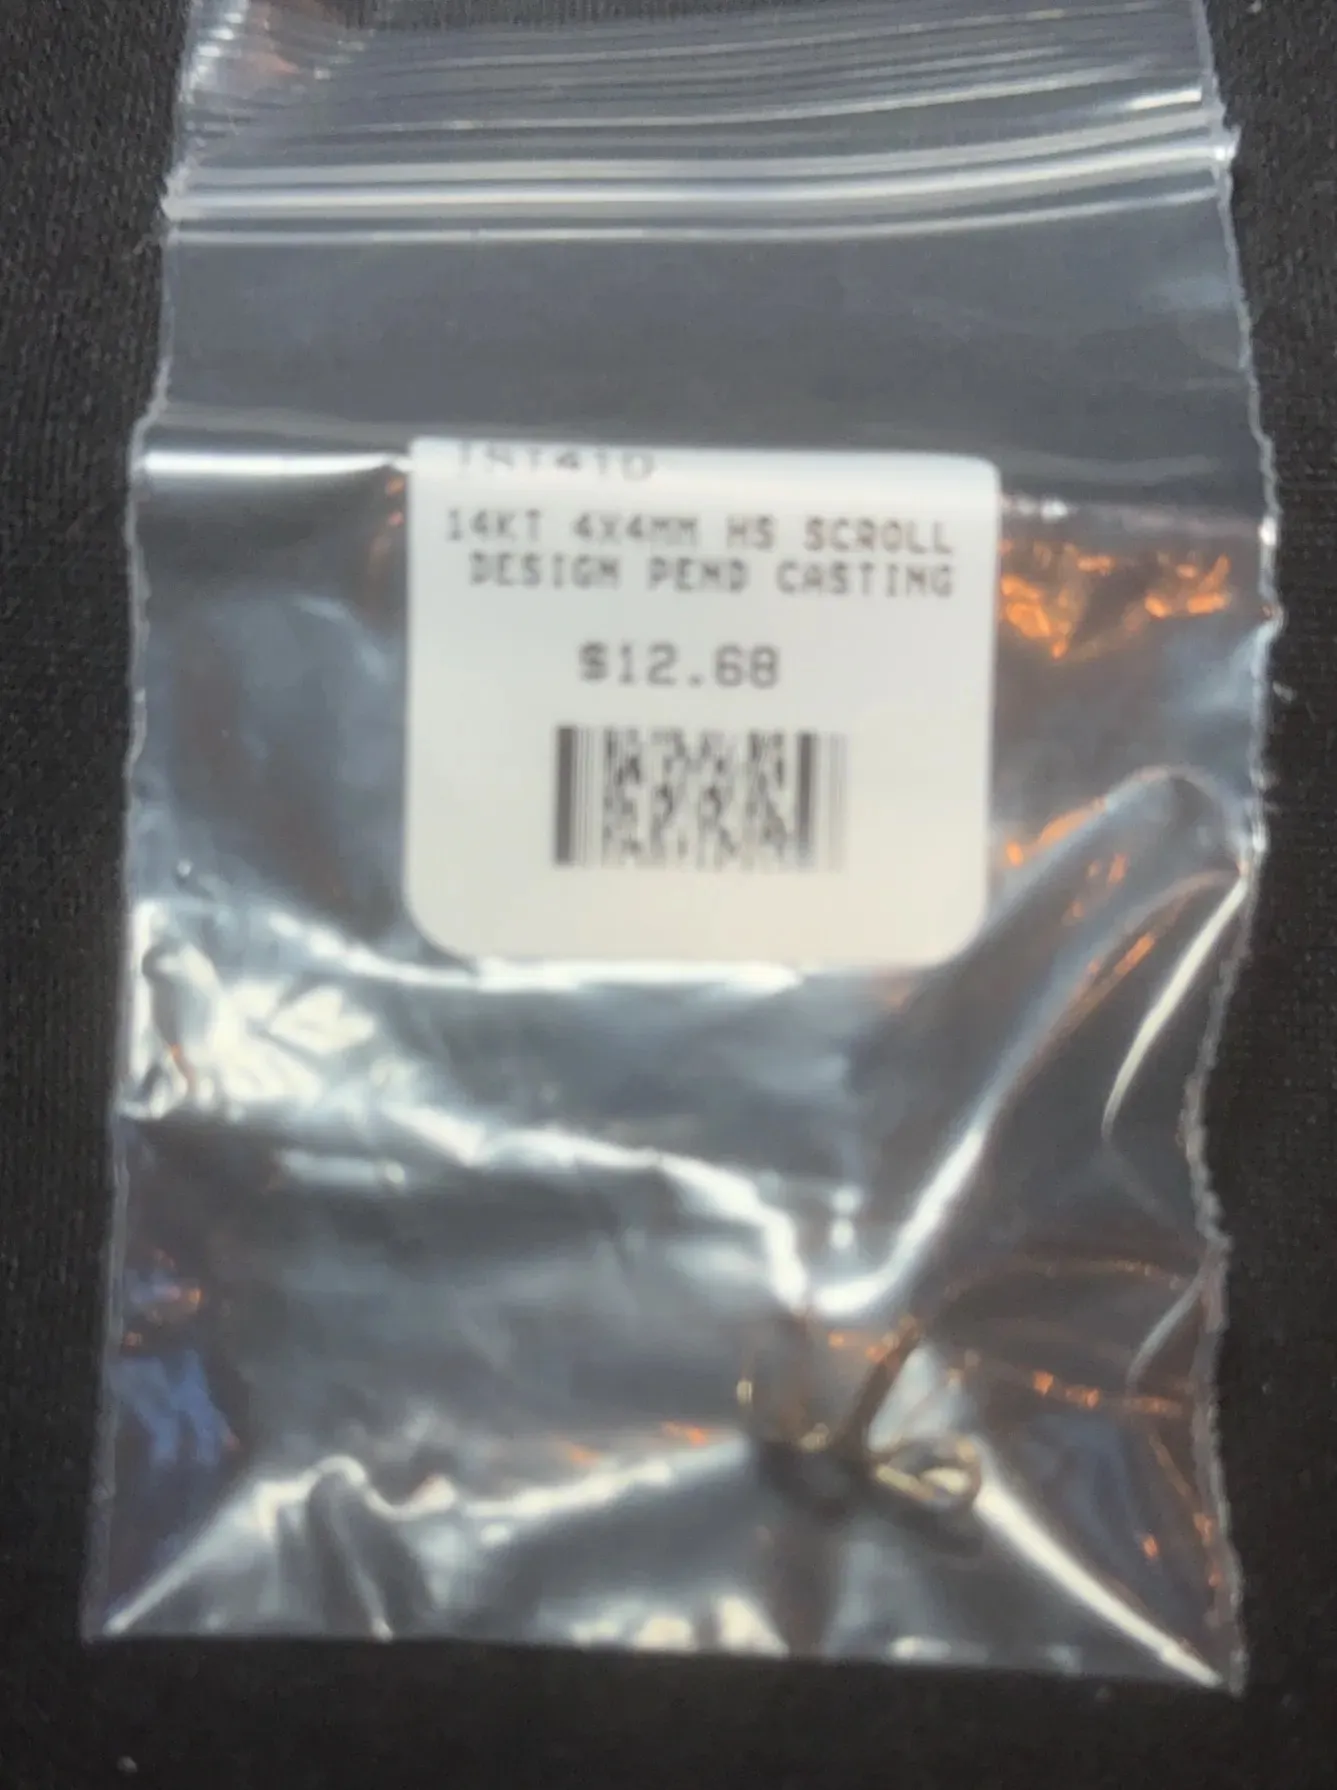 14KT 4X4MM HS SCROLL
DESIGN PEND CASTING
$12.68